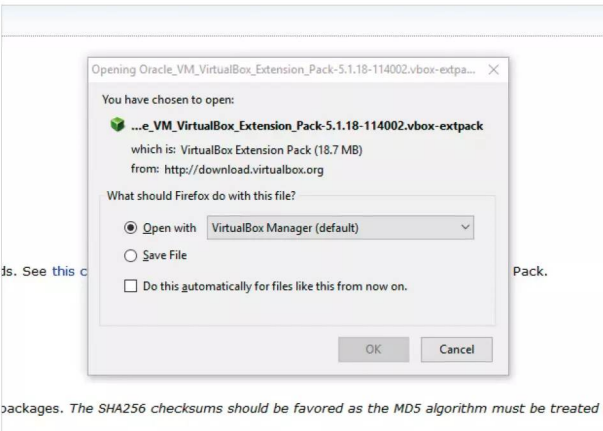 Opening Oracle_VM_VirtualBox_Extension_Pack-5.1.18-114002.vbox-extpa...
You have chosen to open:
...e_VM_VirtualBox_Extension_Pack-5.1.18-114002.vbox-extpack
which is: VirtualBox Extension Pack (18.7 MB)
from: http://download.virtualbox.org
What should Firefox do with this file?
Open with VirtualBox Manager (default)
Save File
ds. See this c Pack.
Do this automatically for files like this from now on.
OK Cancel
packages. The SHA256 checksums should be favored as the MD5 algorithm must be treated